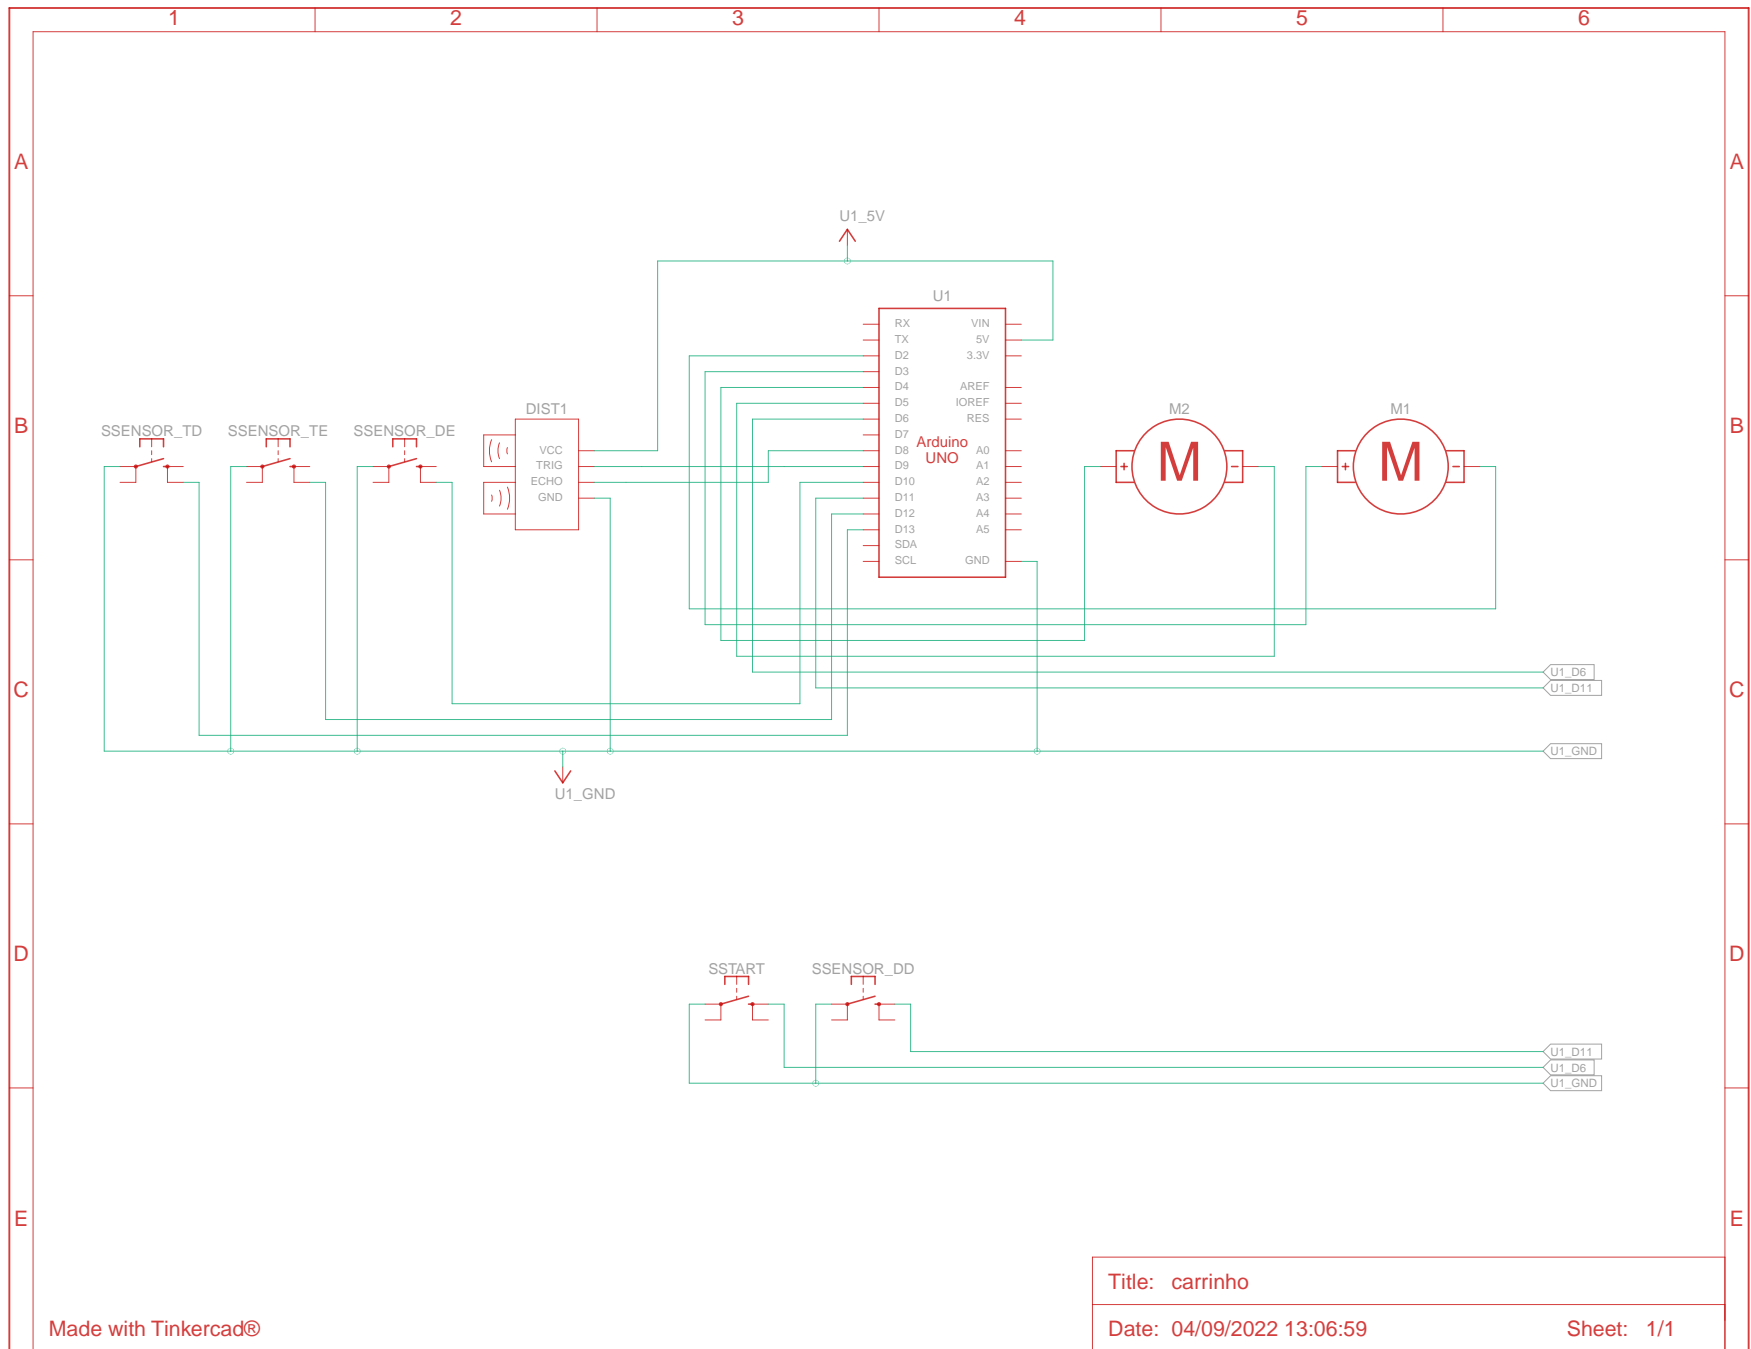 1 2 3 4 5 6
A A
U1_5V
B B
U1
RX VIN
TX 5V
D2 3.3V
D3
D4 AREF
D5 IOREF
D6 RES
D7
D8 A0
D9 A1
D10 A2
D11 A3
D12 A4
D13 A5
SDA
SCL GND
Arduino
UNO
SSENSOR_TD SSENSOR_TE SSENSOR_DE
DIST1
VCC
TRIG
ECHO
GND
M2 M1
+ M - + M -
C C
U1_D6
U1_D11
U1_GND
U1_GND
D D
SSTART SSENSOR_DD
U1_D11
U1_D6
U1_GND
E E
Title: carrinho
Made with Tinkercad®
Date: 04/09/2022 13:06:59 Sheet: 1/1